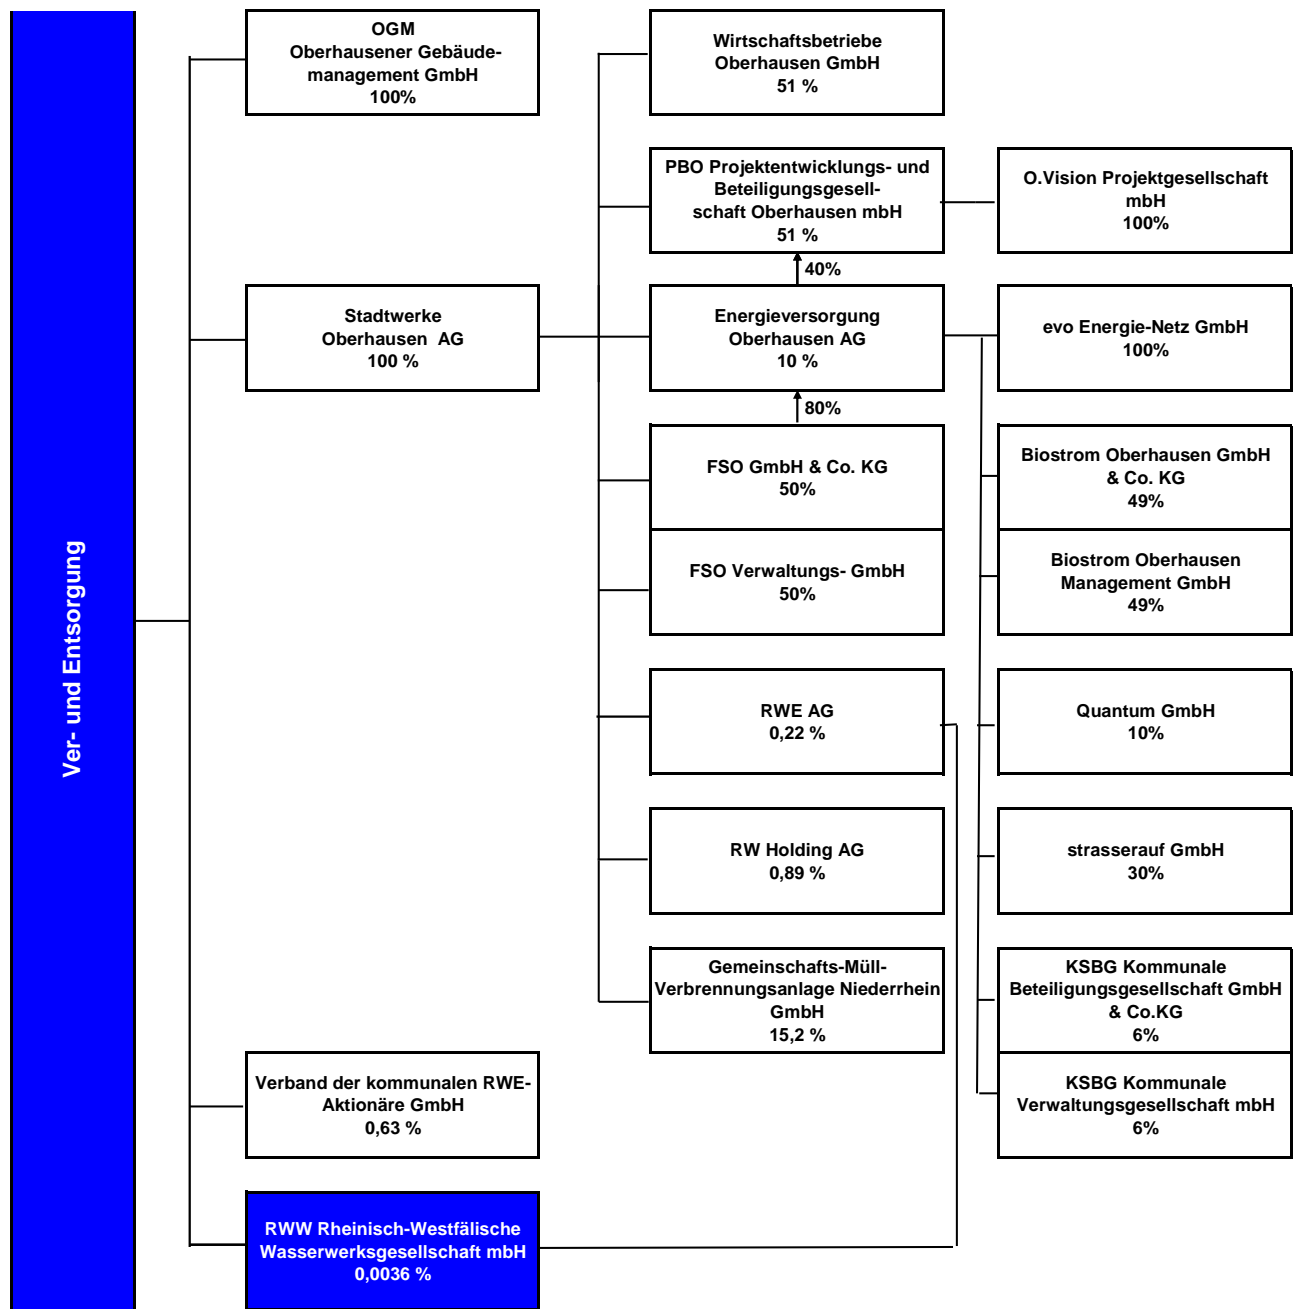 Ver- und Entsorgung
OGM
Oberhausener Gebäude-
management GmbH
100%
Stadtwerke
Oberhausen AG
100 %
Verband der kommunalen RWE-
Aktionäre GmbH
0,63 %
RWW Rheinisch-Westfälische
Wasserwerksgesellschaft mbH
0,0036 %
Wirtschaftsbetriebe
Oberhausen GmbH
51 %
PBO Projektentwicklungs- und
Beteiligungsgesell-
schaft Oberhausen mbH
51 %
40%
Energieversorgung
Oberhausen AG
10 %
80%
FSO GmbH & Co. KG
50%
FSO Verwaltungs- GmbH
50%
RWE AG
0,22 %
RW Holding AG
0,89 %
Gemeinschafts-Müll-
Verbrennungsanlage Niederrhein
GmbH
15,2 %
O.Vision Projektgesellschaft
mbH
100%
evo Energie-Netz GmbH
100%
Biostrom Oberhausen GmbH
& Co. KG
49%
Biostrom Oberhausen
Management GmbH
49%
Quantum GmbH
10%
strasserauf GmbH
30%
KSBG Kommunale
Beteiligungsgesellschaft GmbH
& Co.KG
6%
KSBG Kommunale
Verwaltungsgesellschaft mbH
6%